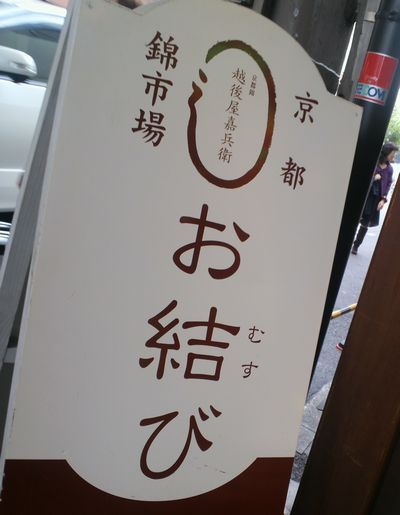 京都
京都錦
越後屋嘉兵衛
錦市場
お結び
むす